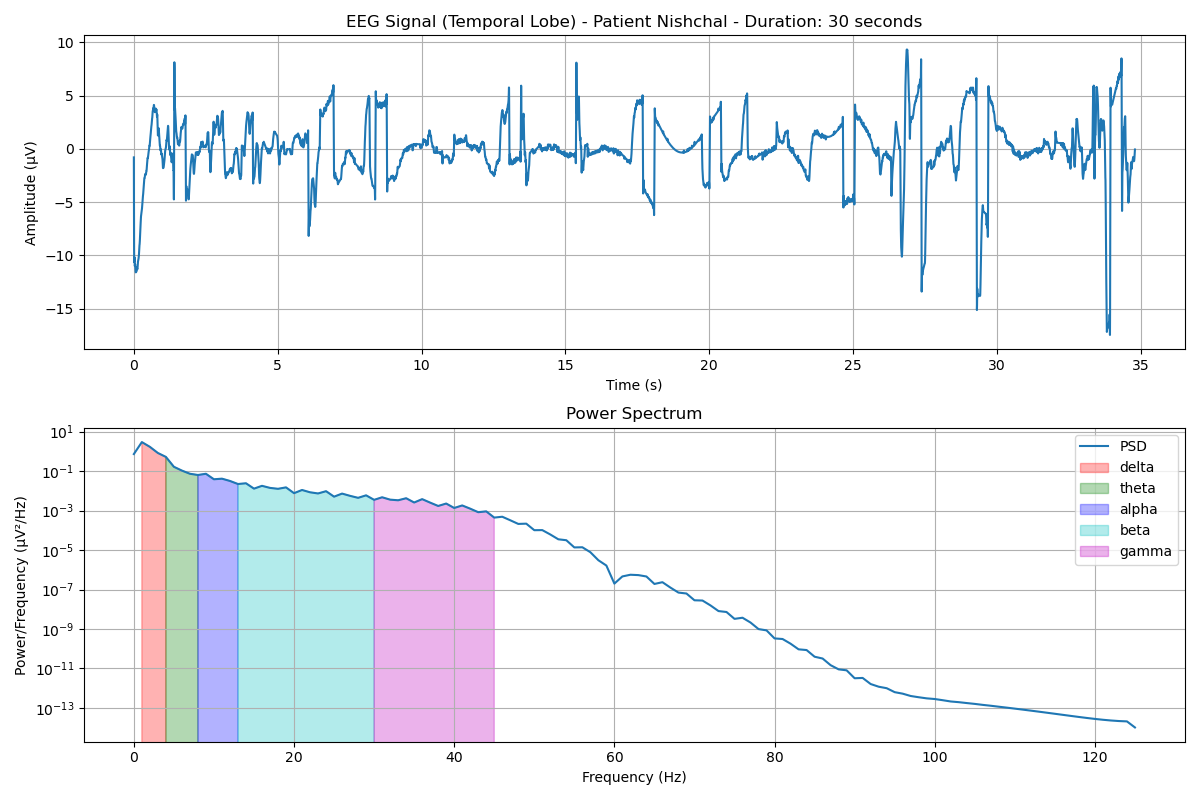 EEG Signal (Temporal Lobe) - Patient Nishchal - Duration: 30 seconds
10
5
0
−5
−10
−15
Amplitude (μV)
0 5 10 15 20 25 30 35
Time (s)
Power Spectrum
10¹
10⁻¹
10⁻³
10⁻⁵
10⁻⁷
10⁻⁹
10⁻¹¹
10⁻¹³
Power/Frequency (μV²/Hz)
PSD
delta
theta
alpha
beta
gamma
0 20 40 60 80 100 120
Frequency (Hz)